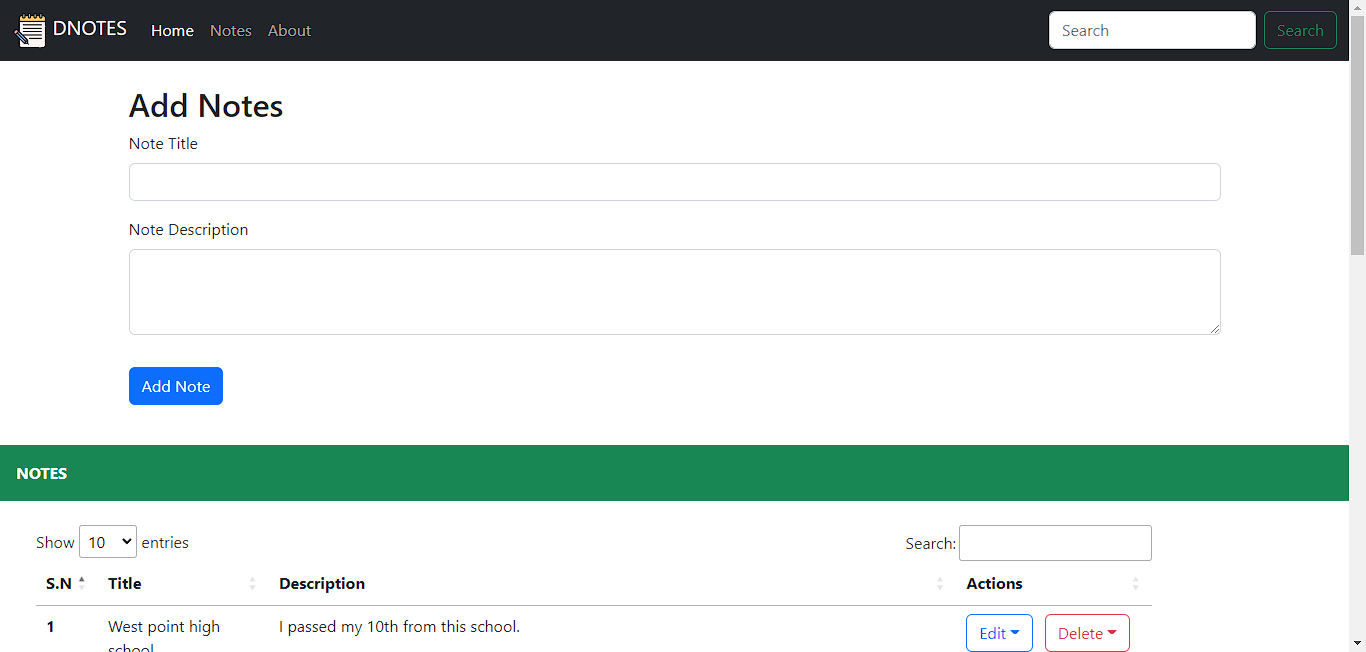 DNOTES Home Notes About Search Search
Add Notes
Note Title
Note Description
Add Note
NOTES
Show 10 entries Search:
S.N Title Description Actions
1 West point high I passed my 10th from this school. Edit Delete
school